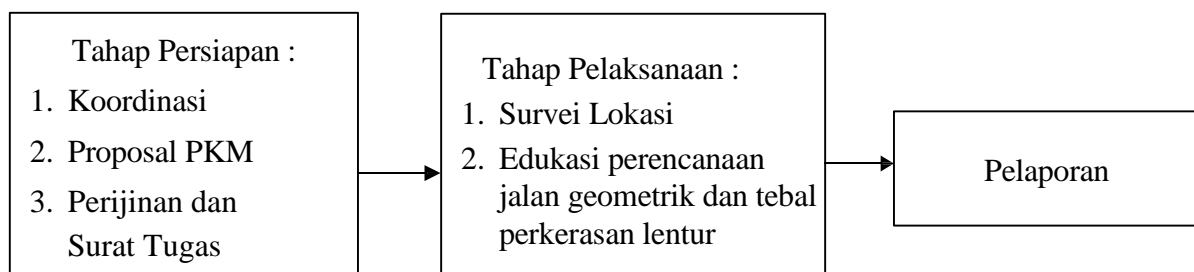 Tahap Persiapan :
1. Koordinasi
2. Proposal PKM
3. Perijinan dan
Surat Tugas
Tahap Pelaksanaan :
1. Survei Lokasi
2. Edukasi perencanaan
jalan geometrik dan tebal
perkerasan lentur
Pelaporan